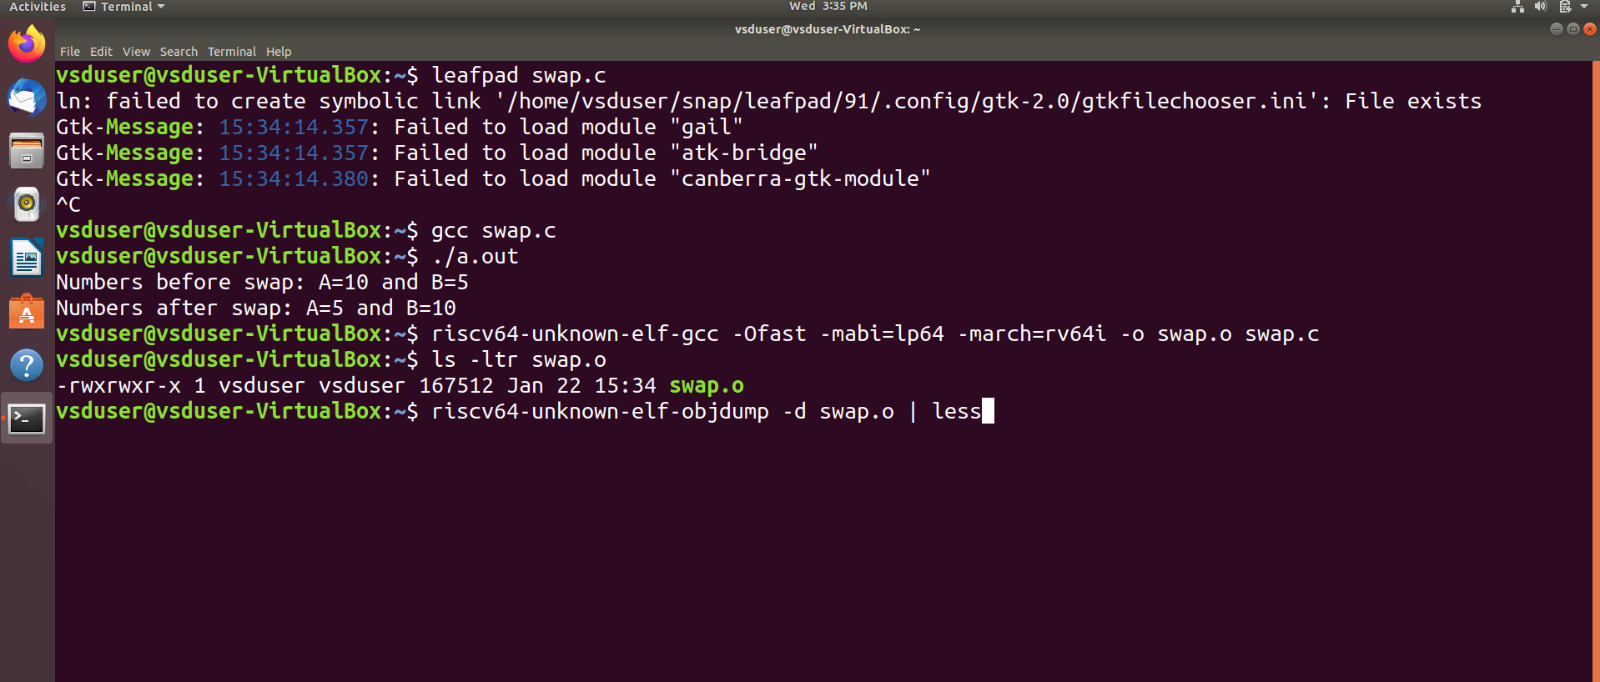 Activities Terminal Wed 3:35 PM
vsduser@vsduser-VirtualBox: ~
File Edit View Search Terminal Help
vsduser@vsduser-VirtualBox:~$ leafpad swap.c
ln: failed to create symbolic link '/home/vsduser/snap/leafpad/91/.config/gtk-2.0/gtkfilechooser.ini': File exists
Gtk-Message: 15:34:14.357: Failed to load module "gail"
Gtk-Message: 15:34:14.357: Failed to load module "atk-bridge"
Gtk-Message: 15:34:14.380: Failed to load module "canberra-gtk-module"
^C
vsduser@vsduser-VirtualBox:~$ gcc swap.c
vsduser@vsduser-VirtualBox:~$ ./a.out
Numbers before swap: A=10 and B=5
Numbers after swap: A=5 and B=10
vsduser@vsduser-VirtualBox:~$ riscv64-unknown-elf-gcc -Ofast -mabi=lp64 -march=rv64i -o swap.o swap.c
vsduser@vsduser-VirtualBox:~$ ls -ltr swap.o
-rwxrwxr-x 1 vsduser vsduser 167512 Jan 22 15:34 swap.o
vsduser@vsduser-VirtualBox:~$ riscv64-unknown-elf-objdump -d swap.o | less